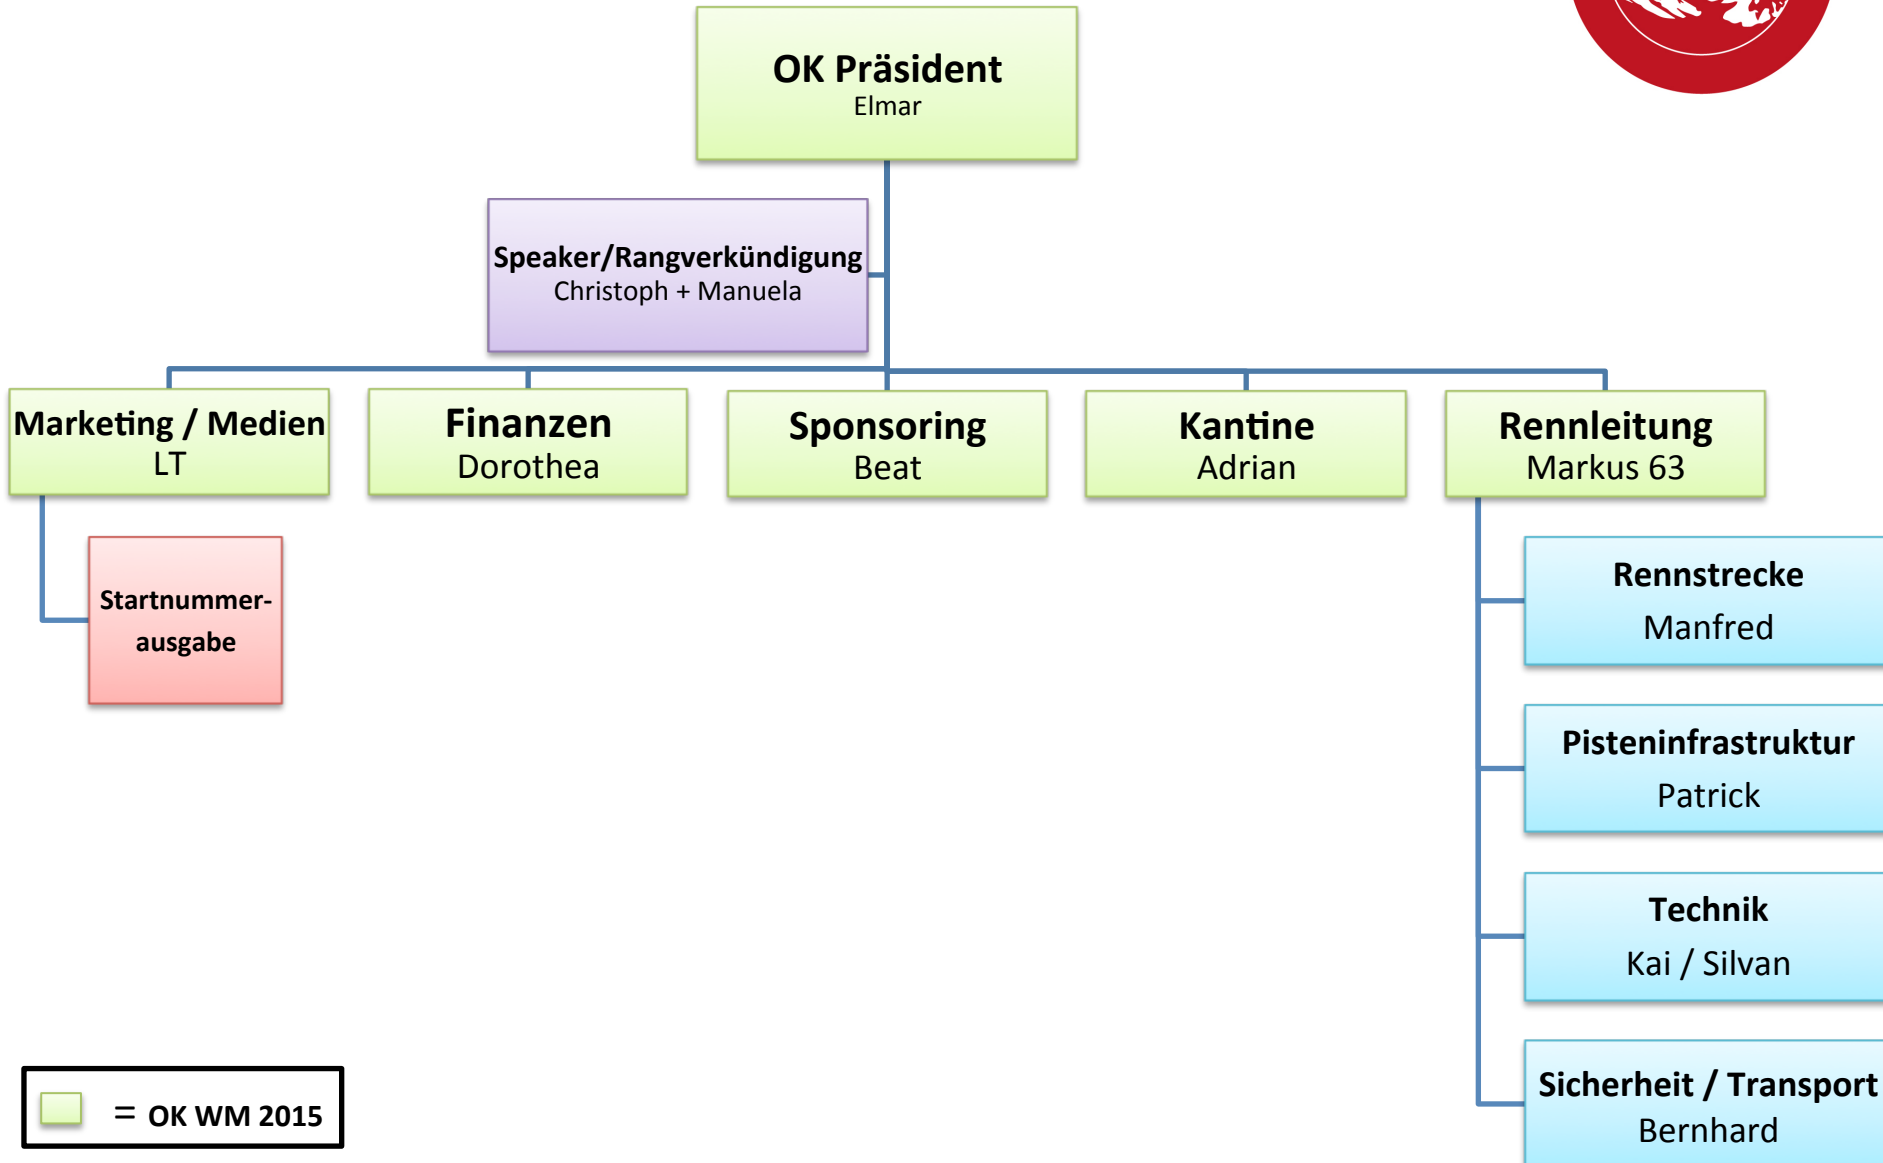 OK Präsident
Elmar
Speaker/Rangverkündigung
Christoph + Manuela
Marketing / Medien
LT
Finanzen
Dorothea
Sponsoring
Beat
Kantine
Adrian
Rennleitung
Markus 63
Startnummer-
ausgabe
Rennstrecke
Manfred
Pisteninfrastruktur
Patrick
Technik
Kai / Silvan
Sicherheit / Transport
Bernhard
= OK WM 2015